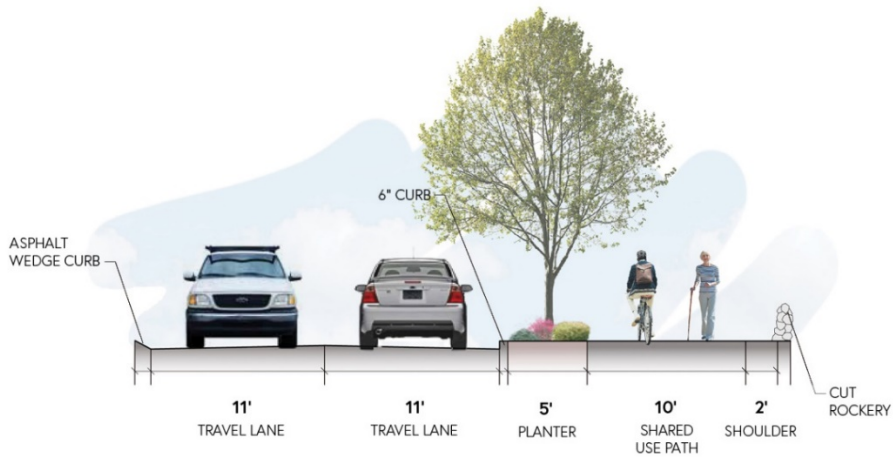 6" CURB
ASPHALT
WEDGE CURB
CUT
ROCKERY
11'
TRAVEL LANE
11'
TRAVEL LANE
5'
PLANTER
10'
SHARED
USE PATH
2'
SHOULDER